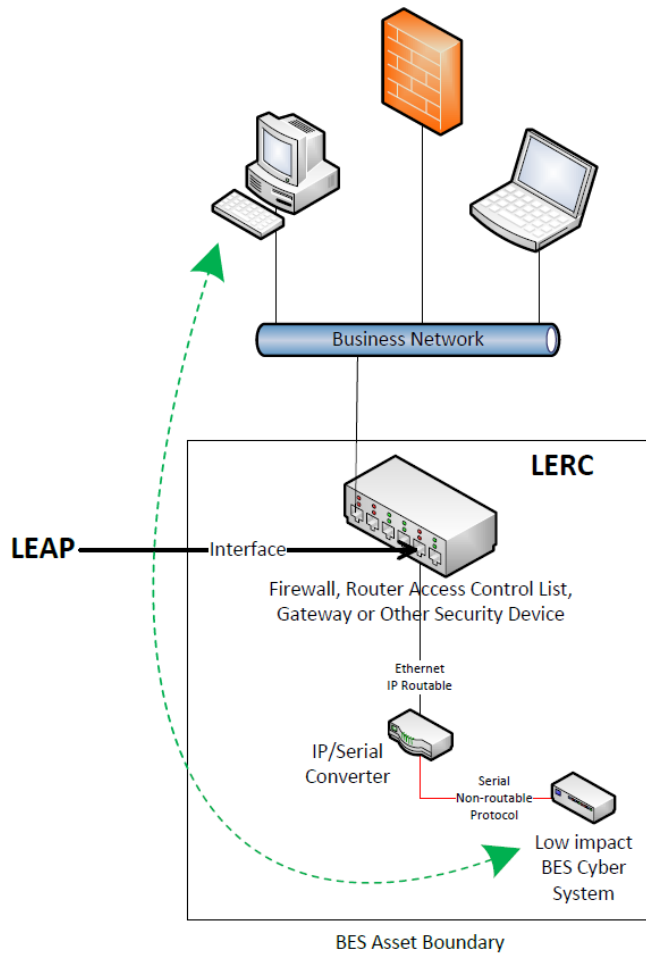 Business Network
LERC
LEAP
Interface
Firewall, Router Access Control List,
Gateway or Other Security Device
Ethernet
IP Routable
IP/Serial
Converter
Serial
Non-routable
Protocol
Low impact
BES Cyber
System
BES Asset Boundary